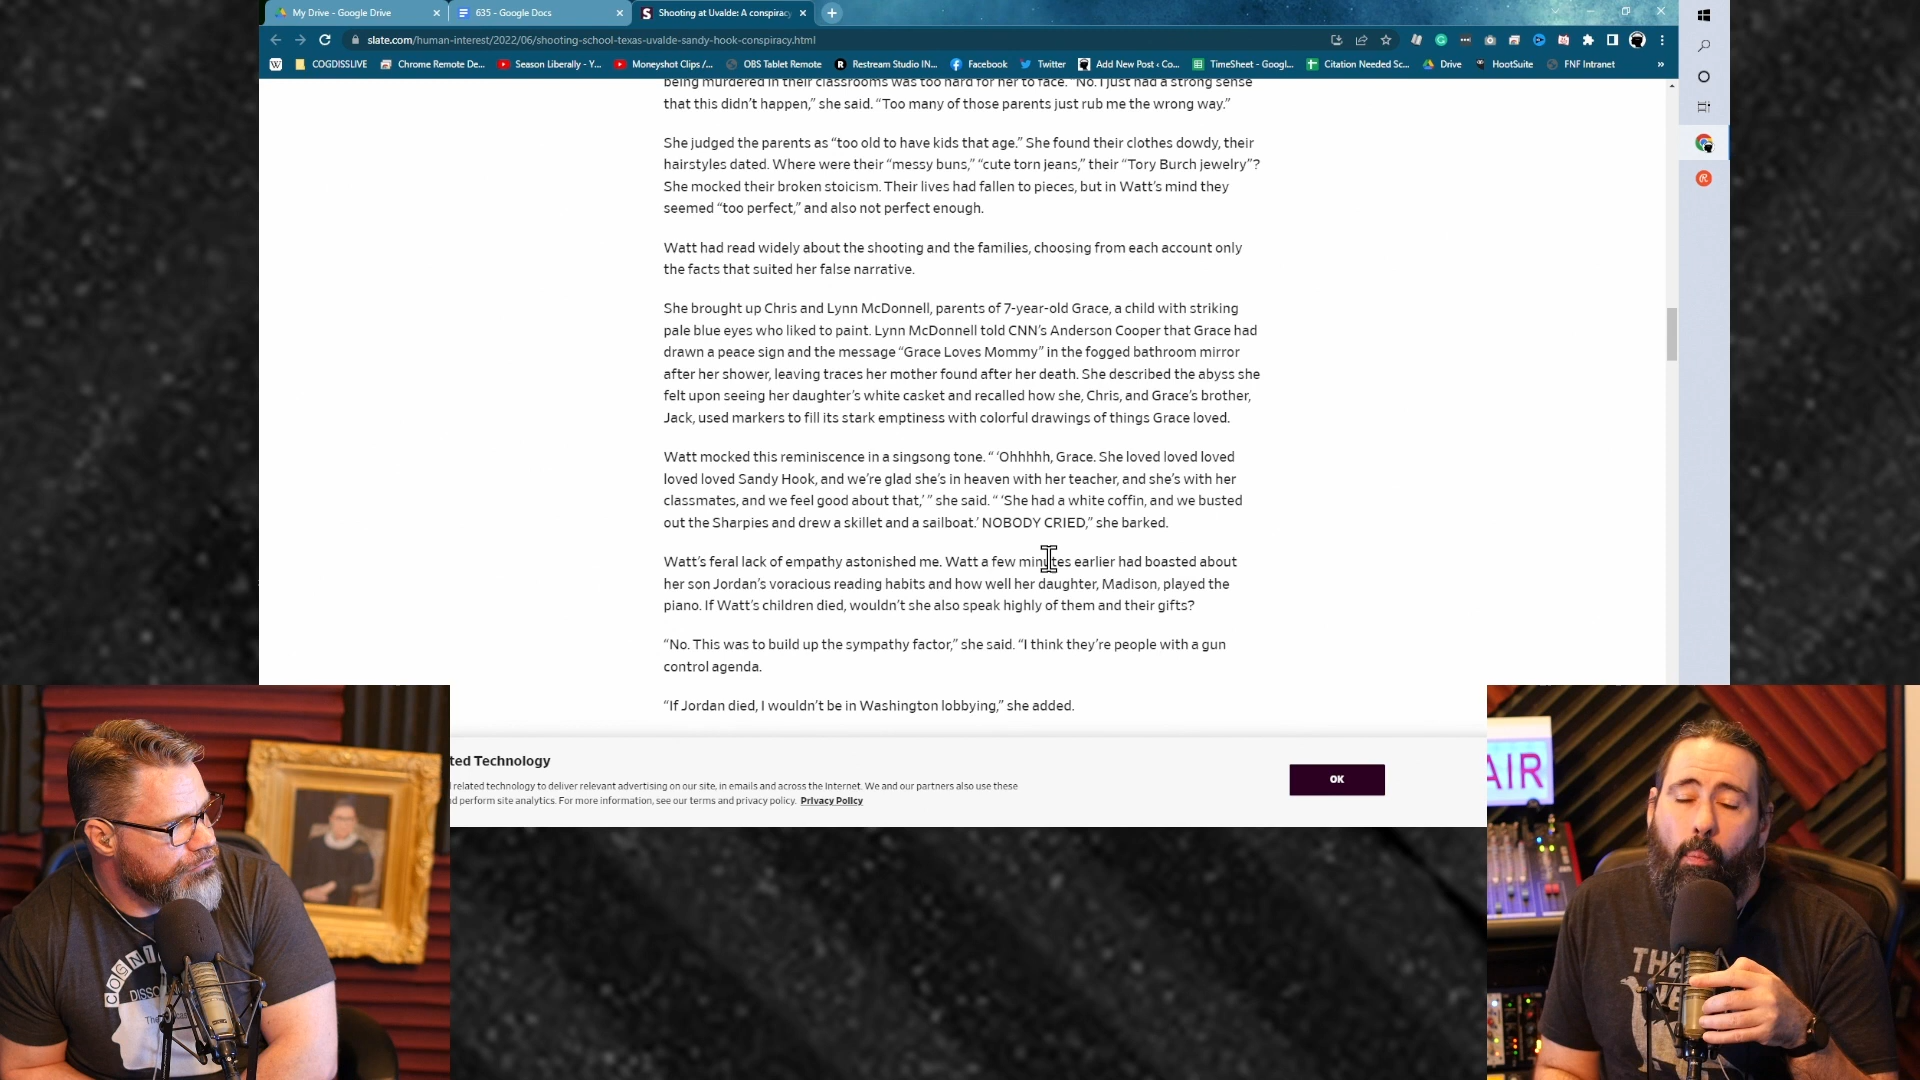 My Drive - Google Drive
635 - Google Docs
Shooting at Uvalde: A conspiracy
slate.com/human-interest/2022/06/shooting-school-texas-uvalde-sandy-hook-conspiracy.html
COGDISSLIVE
Chrome Remote De...
Season Liberally - Y...
Moneyshot Clips /...
OBS Tablet Remote
Restream Studio IN...
Facebook
Twitter
Add New Post ‹ Co...
TimeSheet - Googl...
Citation Needed Sc...
Drive
HootSuite
FNF Intranet
»
being murdered in their classrooms was too hard for her to face. “No. I just had a strong sense
that this didn’t happen,” she said. “Too many of those parents just rub me the wrong way.”
She judged the parents as “too old to have kids that age.” She found their clothes dowdy, their
hairstyles dated. Where were their “messy buns,” “cute torn jeans,” their “Tory Burch jewelry”?
She mocked their broken stoicism. Their lives had fallen to pieces, but in Watt’s mind they
seemed “too perfect,” and also not perfect enough.
Watt had read widely about the shooting and the families, choosing from each account only
the facts that suited her false narrative.
She brought up Chris and Lynn McDonnell, parents of 7-year-old Grace, a child with striking
pale blue eyes who liked to paint. Lynn McDonnell told CNN’s Anderson Cooper that Grace had
drawn a peace sign and the message “Grace Loves Mommy” in the fogged bathroom mirror
after her shower, leaving traces her mother found after her death. She described the abyss she
felt upon seeing her daughter’s white casket and recalled how she, Chris, and Grace’s brother,
Jack, used markers to fill its stark emptiness with colorful drawings of things Grace loved.
Watt mocked this reminiscence in a singsong tone. “ ‘Ohhhhh, Grace. She loved loved loved
loved loved Sandy Hook, and we’re glad she’s in heaven with her teacher, and she’s with her
classmates, and we feel good about that,’ ” she said. “ ‘She had a white coffin, and we busted
out the Sharpies and drew a skillet and a sailboat.’ NOBODY CRIED,” she barked.
Watt’s feral lack of empathy astonished me. Watt a few minutes earlier had boasted about
her son Jordan’s voracious reading habits and how well her daughter, Madison, played the
piano. If Watt’s children died, wouldn’t she also speak highly of them and their gifts?
“No. This was to build up the sympathy factor,” she said. “I think they’re people with a gun
control agenda.
“If Jordan died, I wouldn’t be in Washington lobbying,” she added.
ted Technology
related technology to deliver relevant advertising on our site, in emails and across the Internet. We and our partners also use these
d perform site analytics. For more information, see our terms and privacy policy. Privacy Policy
OK
AIR
COGNI
DISSO
The
THE